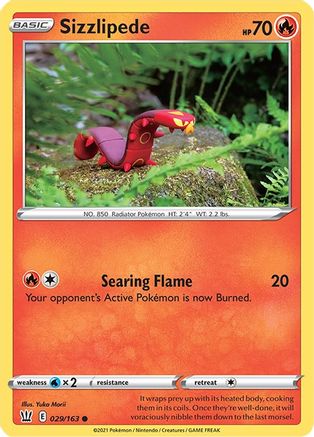 BASIC Sizzlipede HP 70
NO. 850 Radiator Pokémon HT: 2'4" WT: 2.2 lbs.
Searing Flame 20
Your opponent's Active Pokémon is now Burned.
weakness ×2 resistance retreat
Illus. Yuka Morii
E 029/163
It wraps prey up with its heated body, cooking
them in its coils. Once they're well-done, it will
voraciously nibble them down to the last morsel.
©2021 Pokémon / Nintendo / Creatures / GAME FREAK